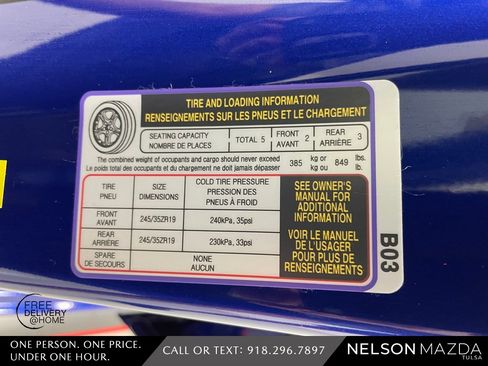 TIRE AND LOADING INFORMATION
RENSEIGNEMENTS SUR LES PNEUS ET LE CHARGEMENT
SEATING CAPACITY
NOMBRE DE PLACES
TOTAL 5
FRONT
AVANT 2
REAR
ARRIÈRE 3
The combined weight of occupants and cargo should never exceed
Le poids total des occupants et du chargement ne doit jamais dépasser
385 kg or kg ou 849 lbs. lb.
TIRE
PNEU
SIZE
DIMENSIONS
COLD TIRE PRESSURE
PRESSION DES
PNEUS À FROID
FRONT
AVANT
245/35ZR19
240kPa, 35psi
REAR
ARRIÈRE
245/35ZR19
230kPa, 33psi
SPARE
DE SECOURS
NONE
AUCUN
SEE OWNER'S
MANUAL FOR
ADDITIONAL
INFORMATION
VOIR LE MANUEL
DE L'USAGER
POUR PLUS DE
RENSEIGNEMENTS
B03
FREE
DELIVERY
@HOME
ONE PERSON. ONE PRICE.
UNDER ONE HOUR.
CALL OR TEXT: 918.296.7897
NELSON MAZDA
TULSA